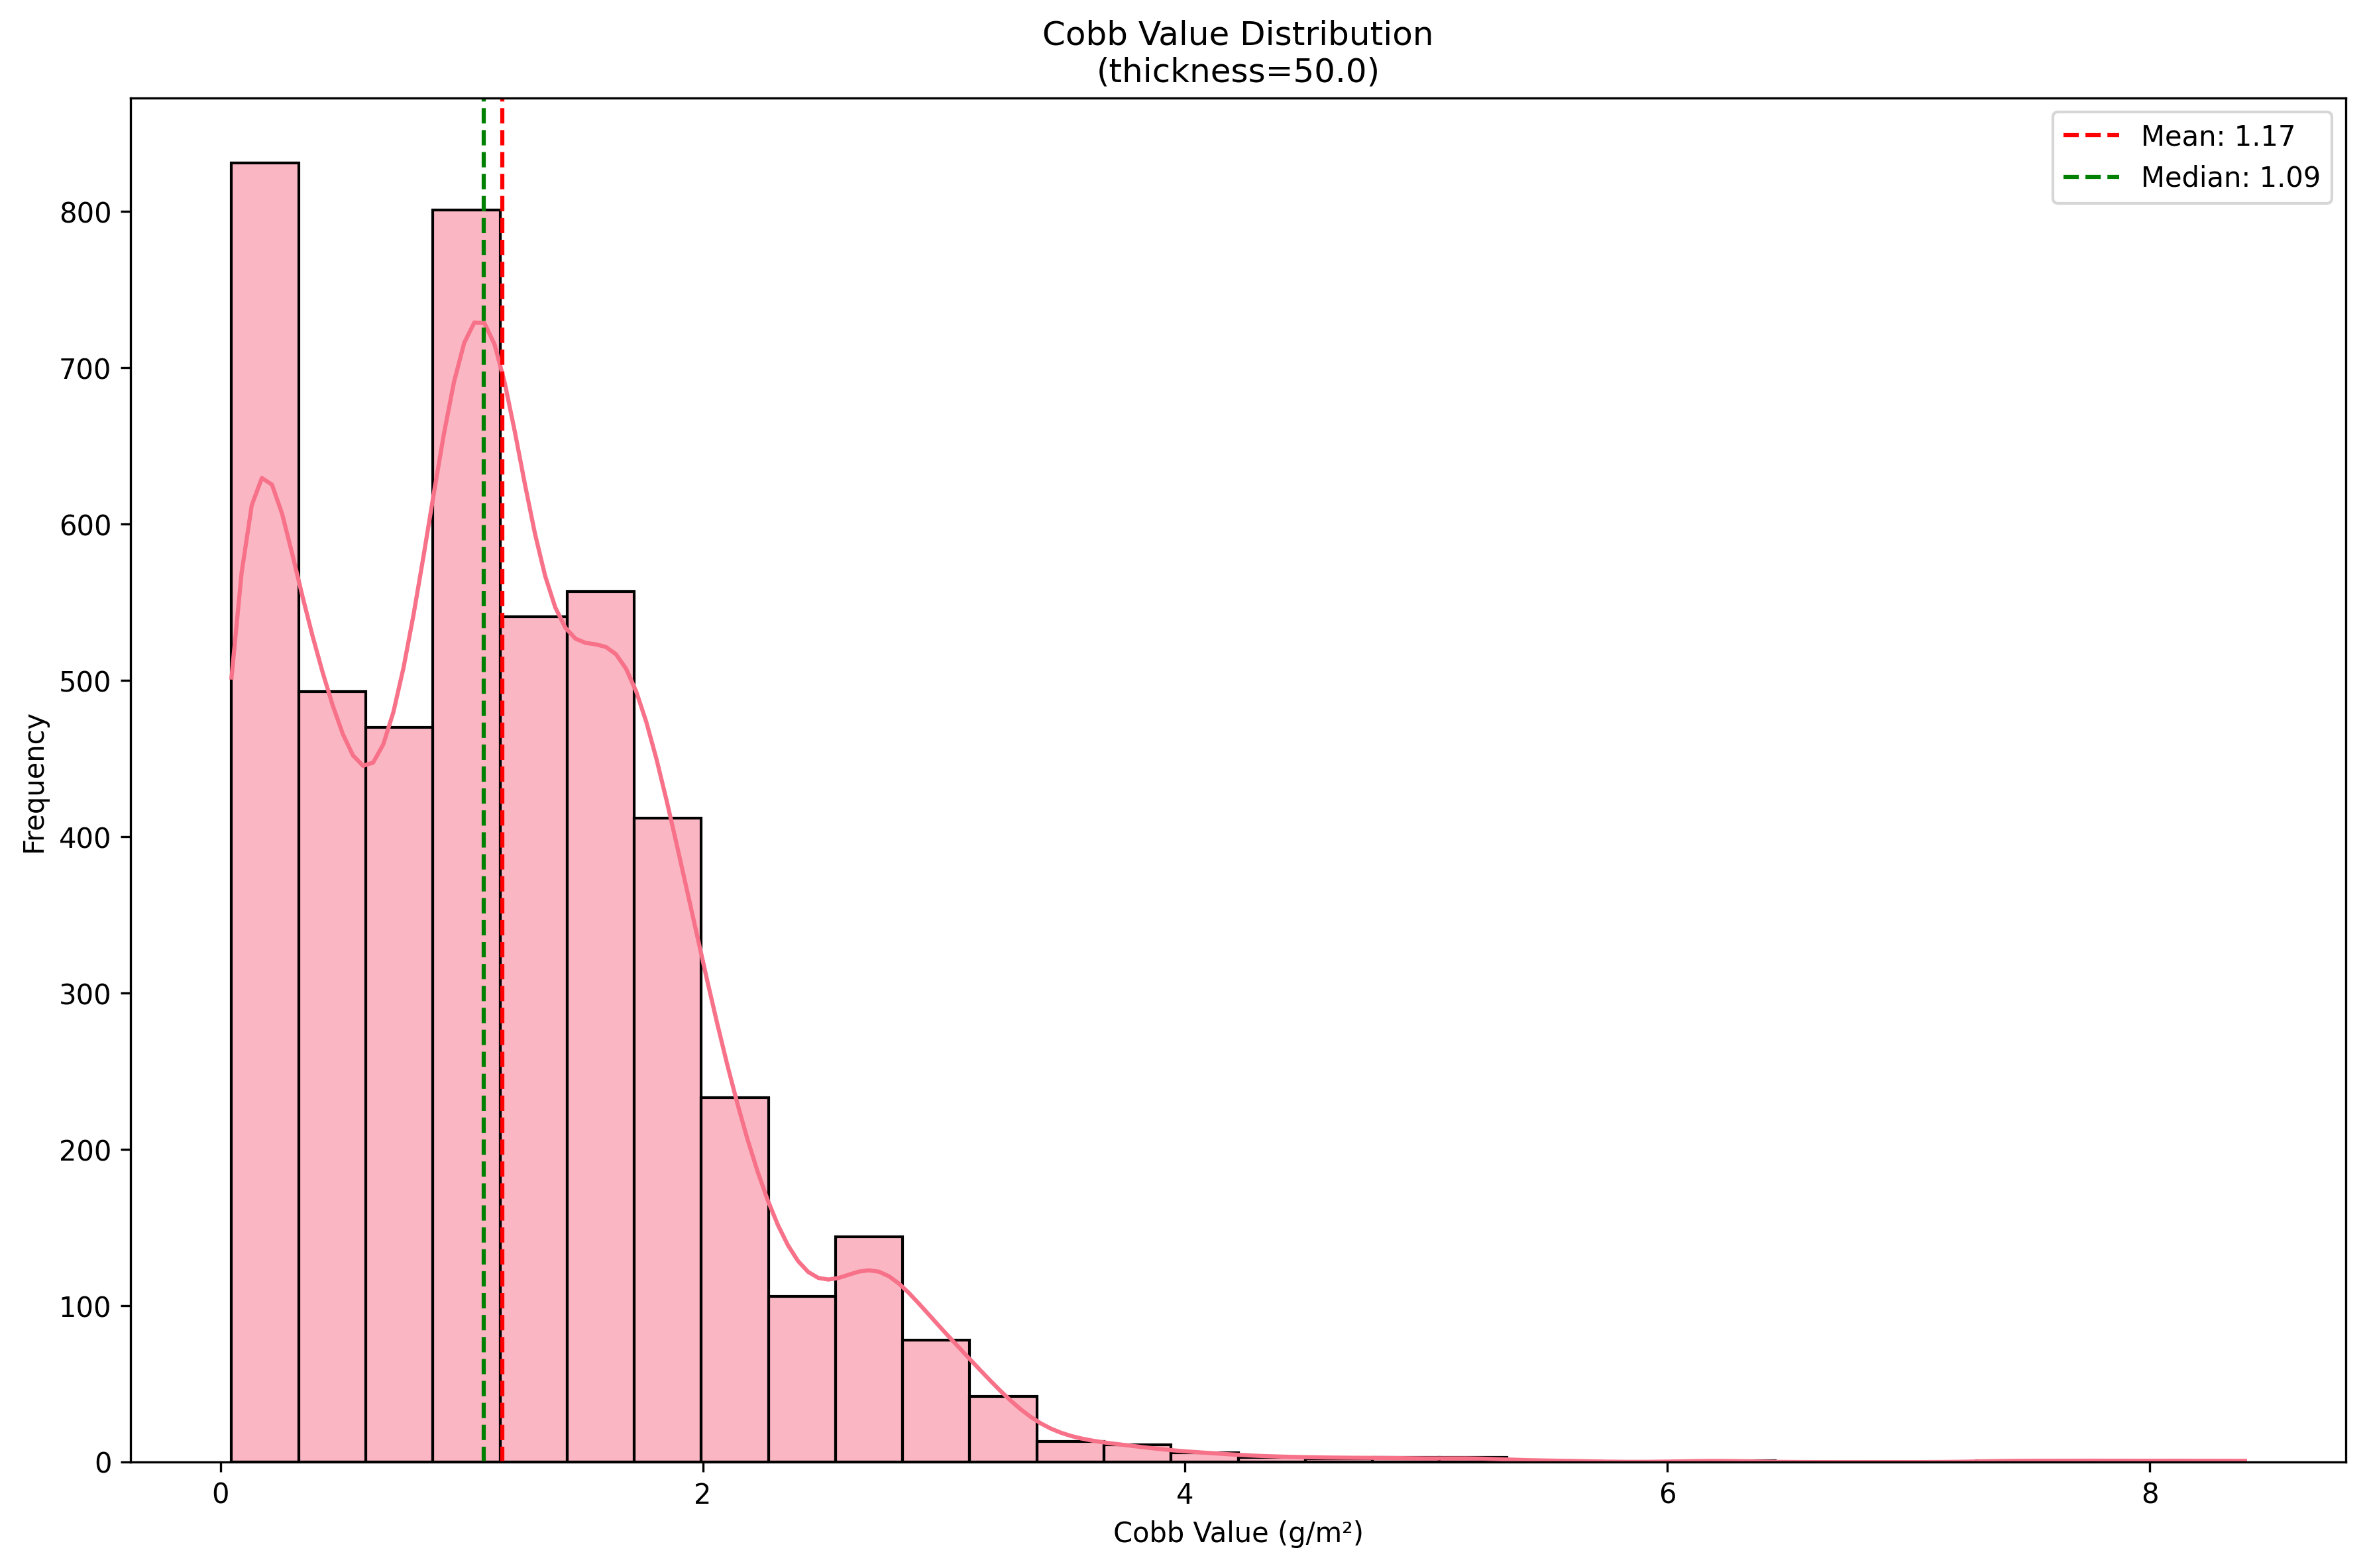 Cobb Value Distribution
(thickness=50.0)
Mean: 1.17
Median: 1.09
Frequency
800
700
600
500
400
300
200
100
0
0 2 4 6 8
Cobb Value (g/m²)